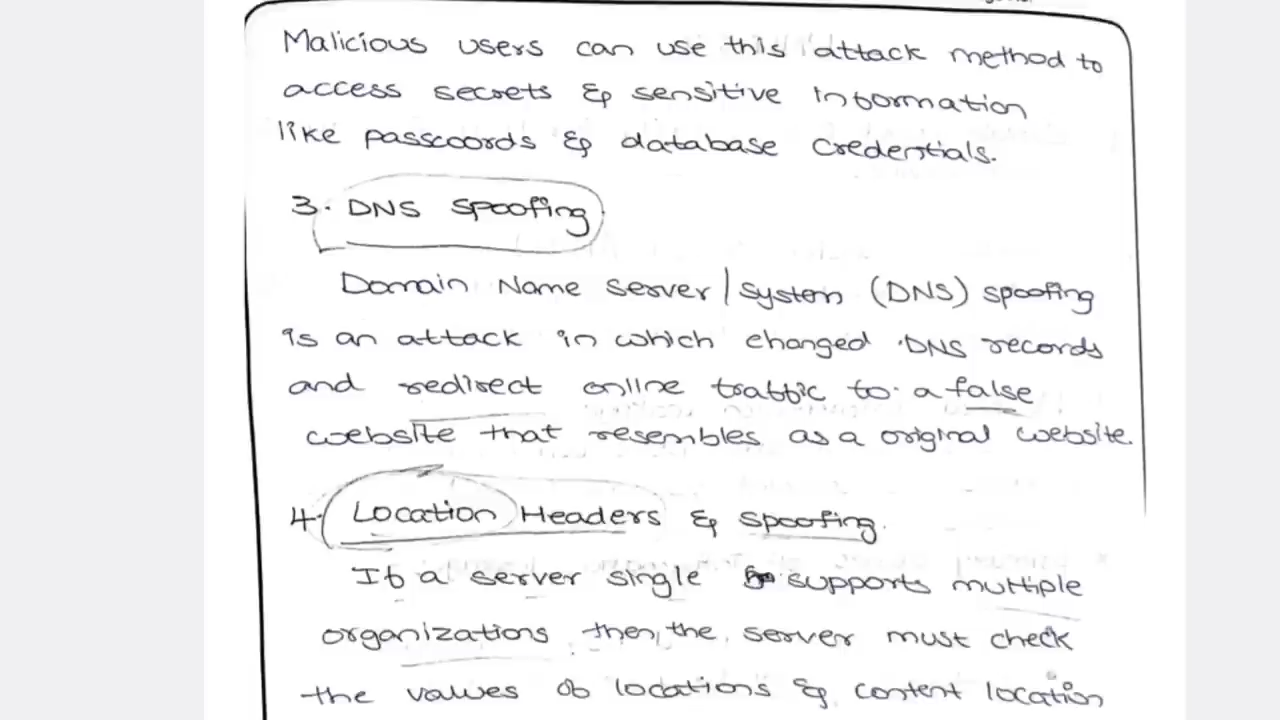 Malicious users can use this attack method to
access secrets & sensitive information
like passwords & database credentials.
3. DNS spoofing
Domain Name server/system (DNS) spoofing
is an attack in which changed DNS records
and redirect online traffic to a false
website that resembles as a original website.
4. Location Headers & spoofing.
If a server single supports multiple
organizations then, the server must check
the values of locations & content location